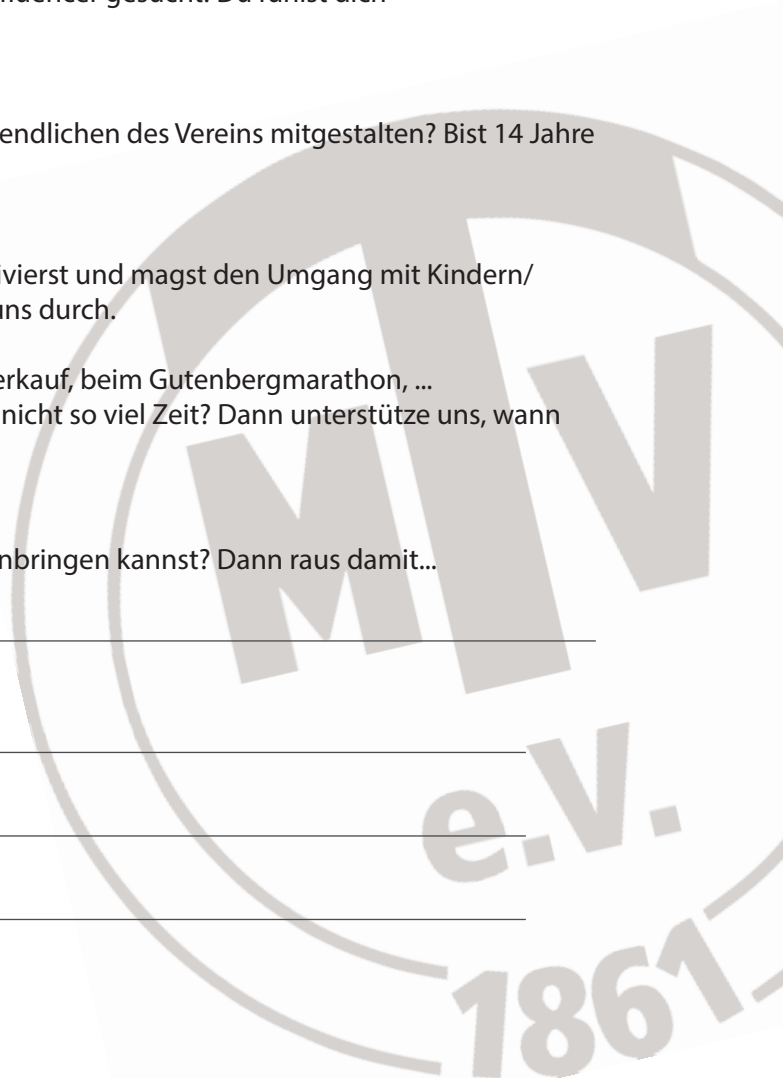 endlichen des Vereins mitgestalten? Bist 14 Jahre
ivierst und magst den Umgang mit Kindern/
uns durch.
erkauf, beim Gutenbergmarathon, ...
nicht so viel Zeit? Dann unterstütze uns, wann
nbringen kannst? Dann raus damit...
MTV
e.V.
1861